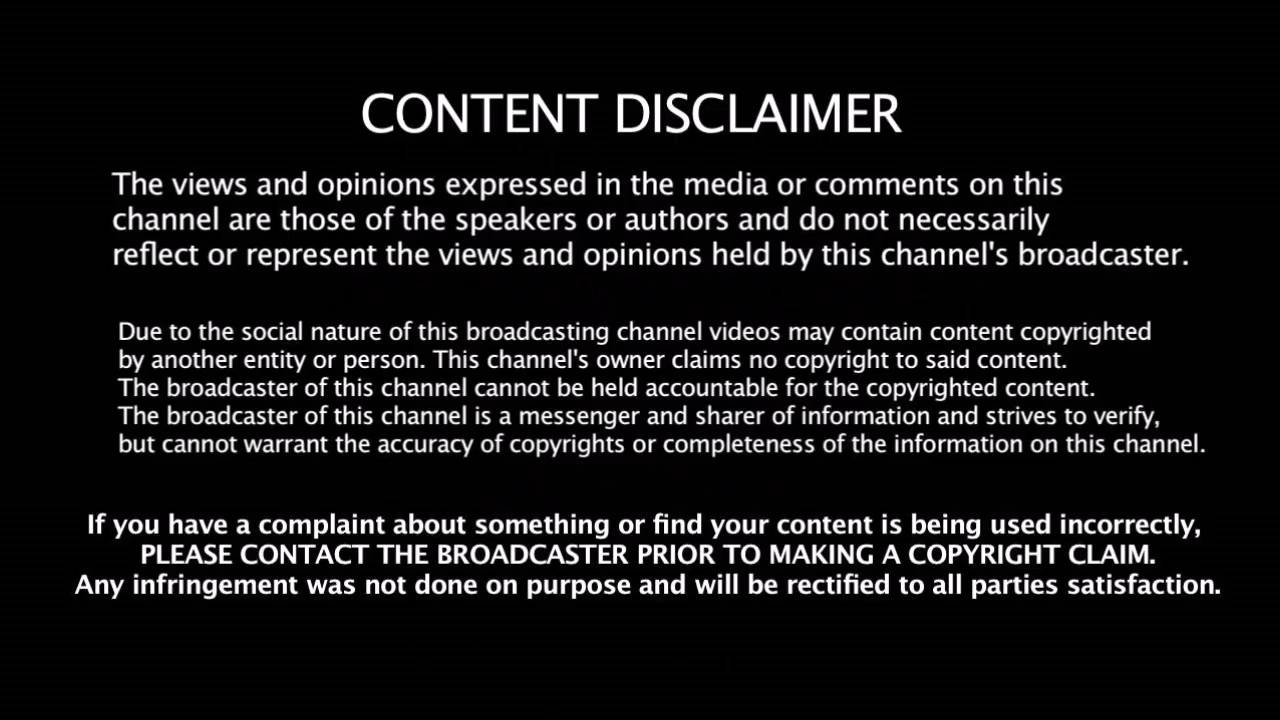 CONTENT DISCLAIMER
The views and opinions expressed in the media or comments on this
channel are those of the speakers or authors and do not necessarily
reflect or represent the views and opinions held by this channel's broadcaster.
Due to the social nature of this broadcasting channel videos may contain content copyrighted
by another entity or person. This channel's owner claims no copyright to said content.
The broadcaster of this channel cannot be held accountable for the copyrighted content.
The broadcaster of this channel is a messenger and sharer of information and strives to verify,
but cannot warrant the accuracy of copyrights or completeness of the information on this channel.
If you have a complaint about something or find your content is being used incorrectly,
PLEASE CONTACT THE BROADCASTER PRIOR TO MAKING A COPYRIGHT CLAIM.
Any infringement was not done on purpose and will be rectified to all parties satisfaction.